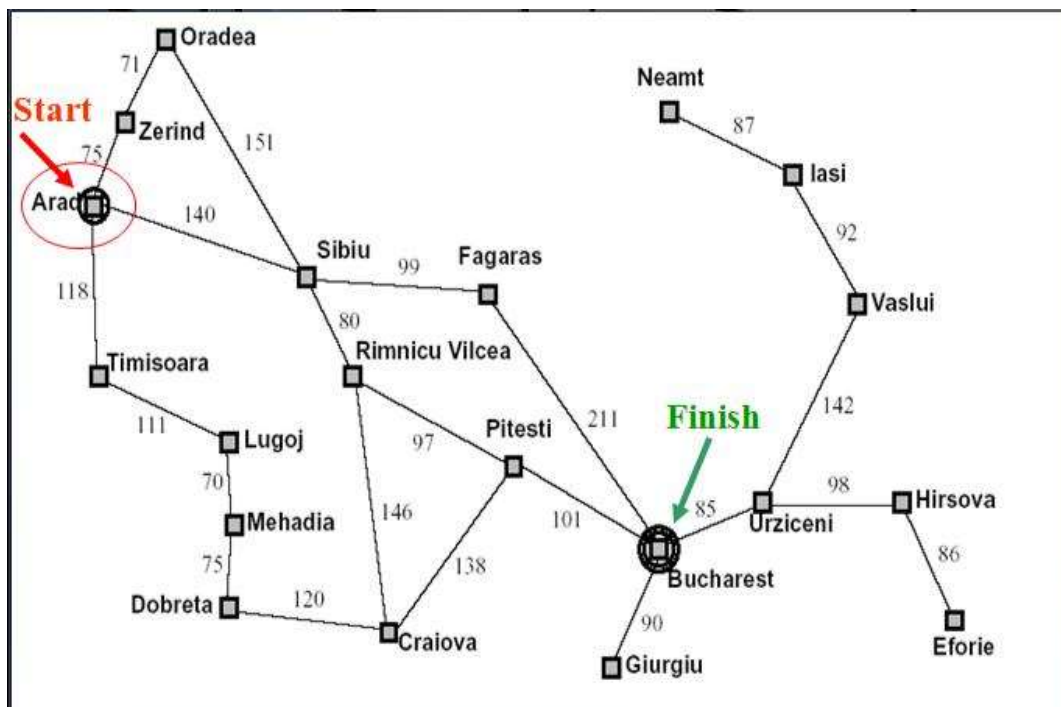 Oradea
71
Neamt
Start
87
Zerind
151
Iasi
75
Arad
140
92
Sibiu
99
Fagaras
118
Vaslui
80
Timisoara
Rimnicu Vilcea
142
211
Finish
111
Lugoj
97
Pitesti
98
Hirsova
70
85
Urziceni
146
101
Mehadia
86
75
138
Bucharest
Dobreta
120
Craiova
90
Eforie
Giurgiu